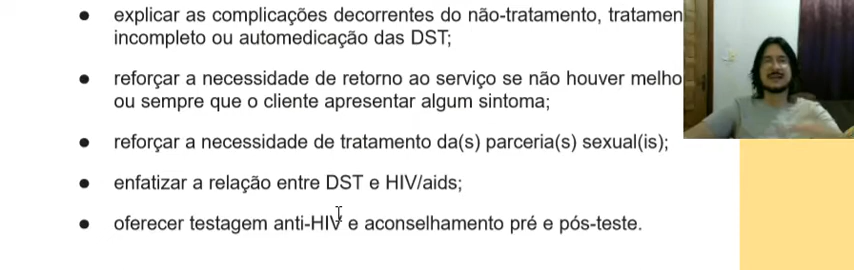 explicar as complicações decorrentes do não-tratamento,
incompleto ou automedicação das DST;
reforçar a necessidade de retorno ao serviço se não houver
ou sempre que o cliente apresentar algum sintoma;
reforçar a necessidade de tratamento da(s) parceria(s) sexual(is);
enfatizar a relação entre DST e HIV/aids;
oferecer testagem anti-HIV e aconselhamento pré e pós-teste.